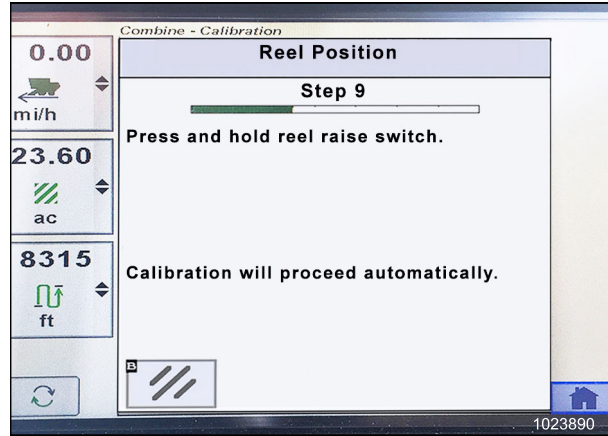 Combine - Calibration
0.00
Reel Position
mi/h
Step 9
Press and hold reel raise switch.
23.60
ac
8315
Calibration will proceed automatically.
ft
B
1023890